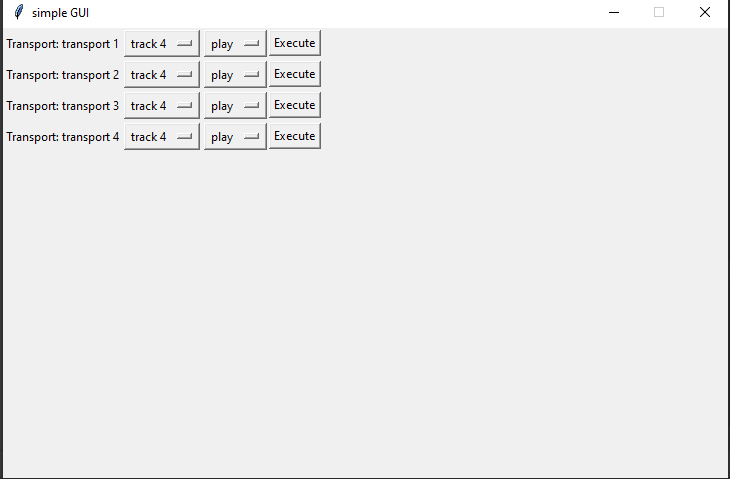 simple GUI
Transport: transport 1 track 4 play Execute
Transport: transport 2 track 4 play Execute
Transport: transport 3 track 4 play Execute
Transport: transport 4 track 4 play Execute